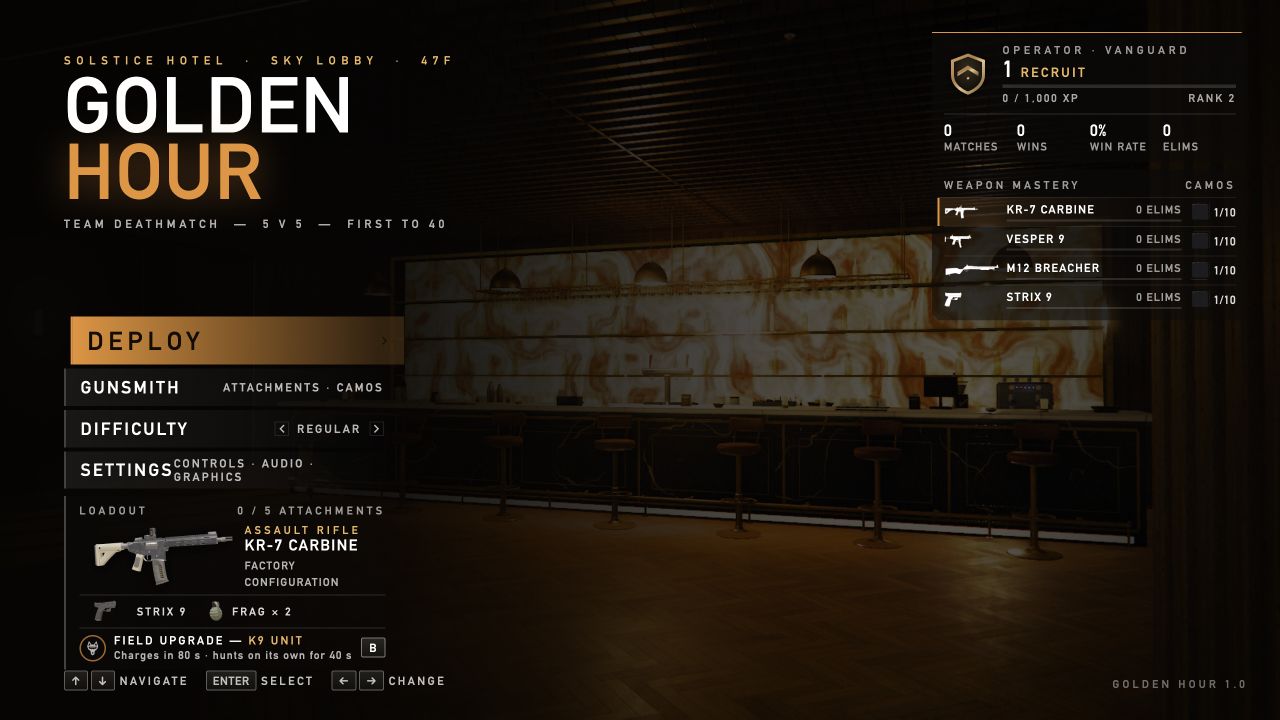 SOLSTICE HOTEL · SKY LOBBY · 47F
GOLDEN
HOUR
TEAM DEATHMATCH — 5 V 5 — FIRST TO 40
DEPLOY
GUNSMITH ATTACHMENTS · CAMOS
DIFFICULTY REGULAR
SETTINGS CONTROLS · AUDIO ·
GRAPHICS
LOADOUT 0 / 5 ATTACHMENTS
ASSAULT RIFLE
KR-7 CARBINE
FACTORY
CONFIGURATION
STRIX 9 FRAG × 2
FIELD UPGRADE — K9 UNIT
Charges in 80 s · hunts on its own for 40 s
B
↑ ↓ NAVIGATE ENTER SELECT ← → CHANGE
OPERATOR · VANGUARD
1 RECRUIT
0 / 1,000 XP RANK 2
0 0 0% 0
MATCHES WINS WIN RATE ELIMS
WEAPON MASTERY CAMOS
KR-7 CARBINE 0 ELIMS 1/10
VESPER 9 0 ELIMS 1/10
M12 BREACHER 0 ELIMS 1/10
STRIX 9 0 ELIMS 1/10
GOLDEN HOUR 1.0